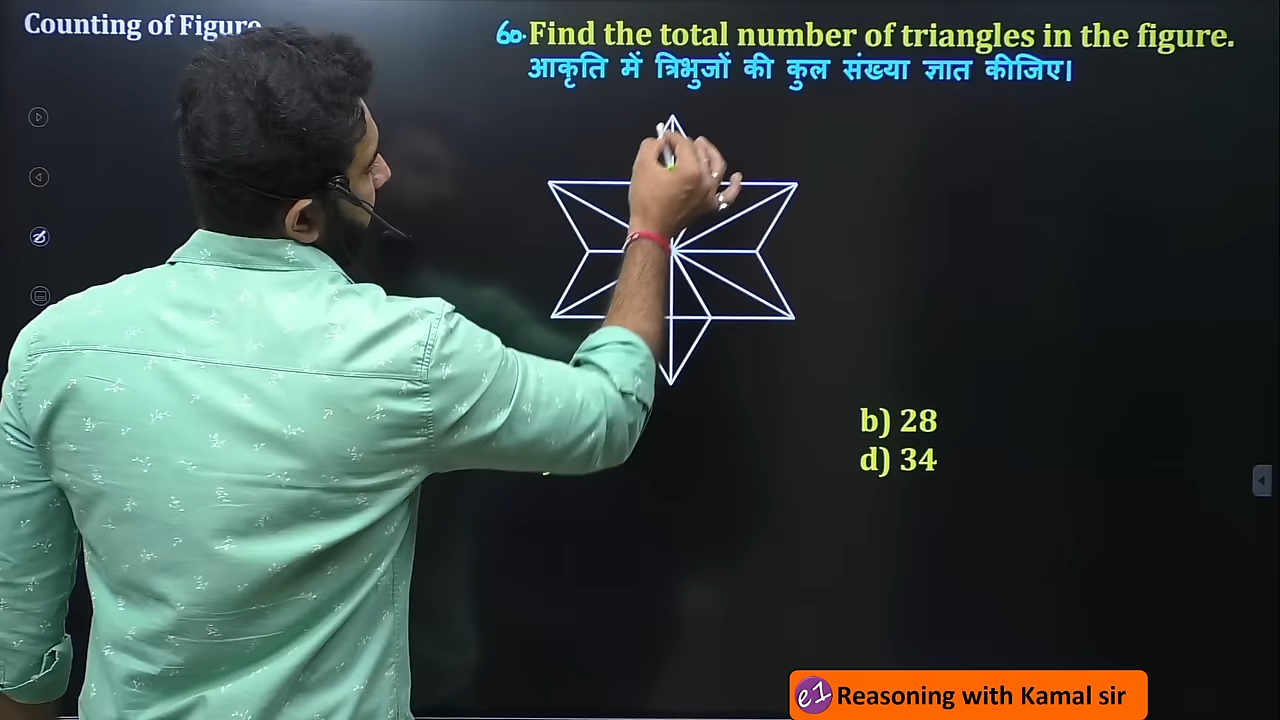 Counting of Figure
60. Find the total number of triangles in the figure.
आकृति में त्रिभुजों की कुल संख्या ज्ञात कीजिए।
b) 28
d) 34
e1 Reasoning with Kamal sir